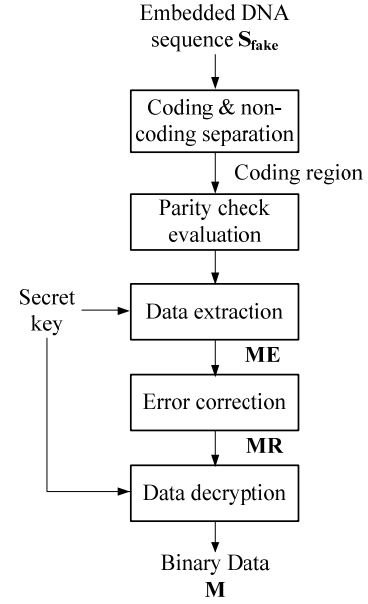 Embedded DNA
sequence Sfake
Coding & non-
coding separation
Coding region
Parity check
evaluation
Secret
key
Data extraction
ME
Error correction
MR
Data decryption
Binary Data
M